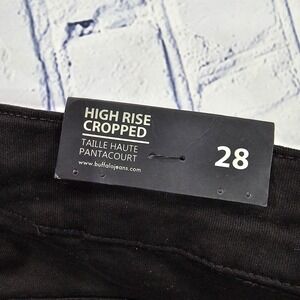 HIGH RISE
CROPPED
TAILLE HAUTE
PANTACOURT
www.buffalojeans.com
28